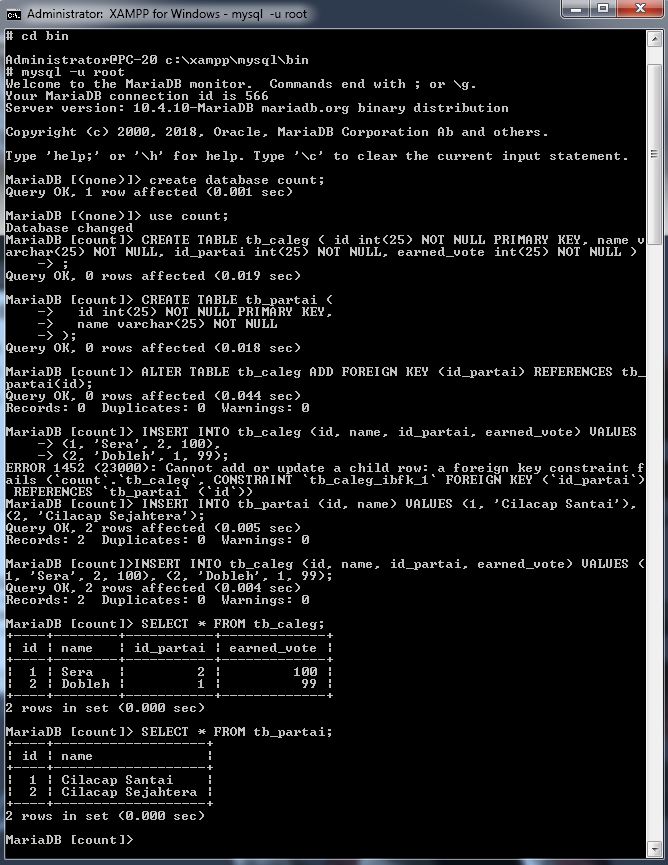 Administrator: XAMPP for Windows - mysql -u root
# cd bin
Administrator@PC-20 c:\xampp\mysql\bin
# mysql -u root
Welcome to the MariaDB monitor.  Commands end with ; or \g.
Your MariaDB connection id is 566
Server version: 10.4.10-MariaDB mariadb.org binary distribution
Copyright (c) 2000, 2018, Oracle, MariaDB Corporation Ab and others.
Type 'help;' or '\h' for help. Type '\c' to clear the current input statement.
MariaDB [(none)]> create database count;
Query OK, 1 row affected (0.001 sec)
MariaDB [(none)]> use count;
Database changed
MariaDB [count]> CREATE TABLE tb_caleg ( id int(25) NOT NULL PRIMARY KEY, name v
archar(25) NOT NULL, id_partai int(25) NOT NULL, earned_vote int(25) NOT NULL )
    -> ;
Query OK, 0 rows affected (0.019 sec)
MariaDB [count]> CREATE TABLE tb_partai (
    ->   id int(25) NOT NULL PRIMARY KEY,
    ->   name varchar(25) NOT NULL
    -> );
Query OK, 0 rows affected (0.018 sec)
MariaDB [count]> ALTER TABLE tb_caleg ADD FOREIGN KEY (id_partai) REFERENCES tb_
partai(id);
Query OK, 0 rows affected (0.044 sec)
Records: 0  Duplicates: 0  Warnings: 0
MariaDB [count]> INSERT INTO tb_caleg (id, name, id_partai, earned_vote) VALUES
    -> (1, 'Sera', 2, 100),
    -> (2, 'Dobleh', 1, 99);
ERROR 1452 (23000): Cannot add or update a child row: a foreign key constraint f
ails (`count`.`tb_caleg`, CONSTRAINT `tb_caleg_ibfk_1` FOREIGN KEY (`id_partai`)
 REFERENCES `tb_partai` (`id`))
MariaDB [count]> INSERT INTO tb_partai (id, name) VALUES (1, 'Cilacap Santai'),
(2, 'Cilacap Sejahtera');
Query OK, 2 rows affected (0.005 sec)
Records: 2  Duplicates: 0  Warnings: 0
MariaDB [count]>INSERT INTO tb_caleg (id, name, id_partai, earned_vote) VALUES (
1, 'Sera', 2, 100), (2, 'Dobleh', 1, 99);
Query OK, 2 rows affected (0.004 sec)
Records: 2  Duplicates: 0  Warnings: 0
MariaDB [count]> SELECT * FROM tb_caleg;
+----+--------+-----------+-------------+
| id | name   | id_partai | earned_vote |
+----+--------+-----------+-------------+
|  1 | Sera   |         2 |         100 |
|  2 | Dobleh |         1 |          99 |
+----+--------+-----------+-------------+
2 rows in set (0.000 sec)
MariaDB [count]> SELECT * FROM tb_partai;
+----+-------------------+
| id | name              |
+----+-------------------+
|  1 | Cilacap Santai    |
|  2 | Cilacap Sejahtera |
+----+-------------------+
2 rows in set (0.000 sec)
MariaDB [count]>